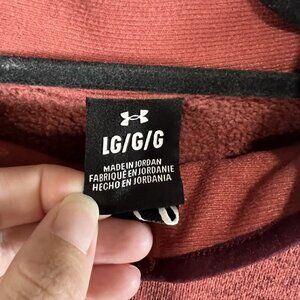 LG/G/G
MADE IN JORDAN
FABRIQUÉ EN JORDANIE
HECHO EN JORDANIA